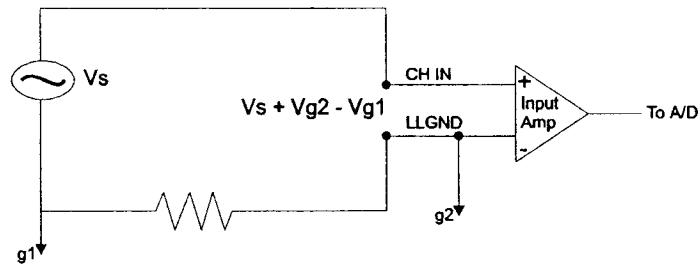 Vs
CH IN
Vs + Vg2 - Vg1
LLGND
+
Input
Amp
-
To A/D
g2
g1